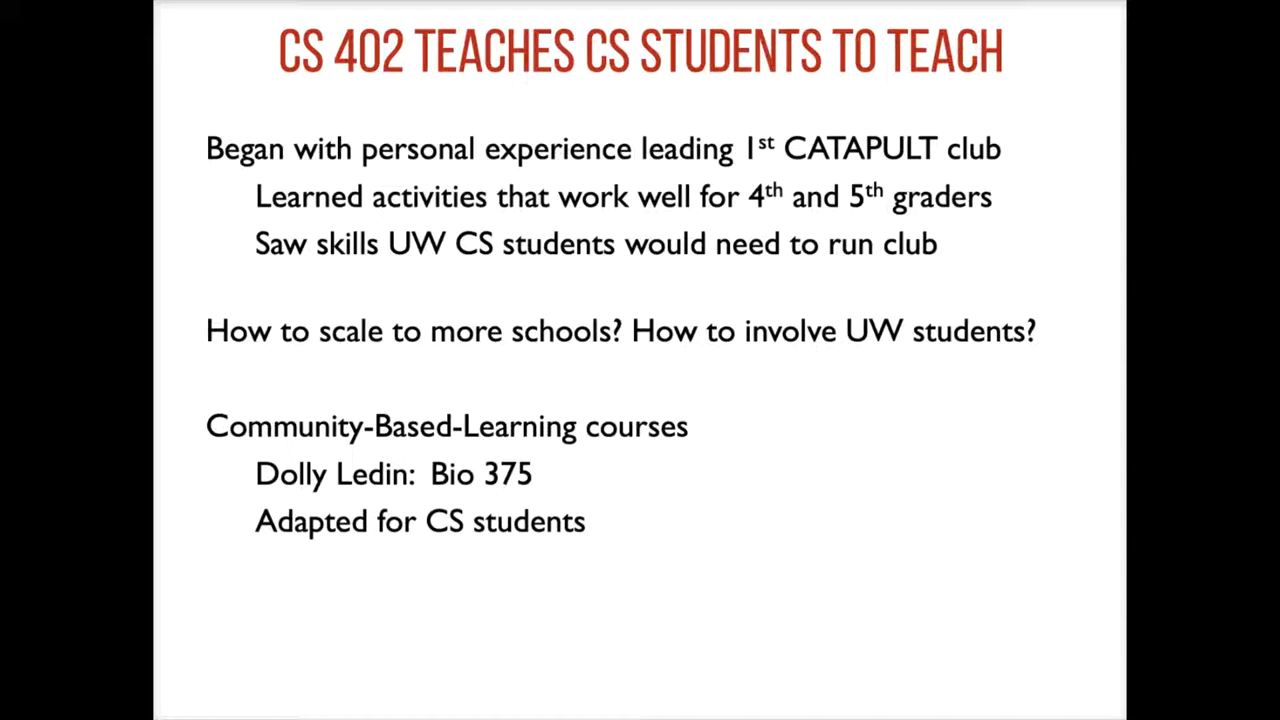 CS 402 TEACHES CS STUDENTS TO TEACH
Began with personal experience leading 1st CATAPULT club
Learned activities that work well for 4th and 5th graders
Saw skills UW CS students would need to run club
How to scale to more schools? How to involve UW students?
Community-Based-Learning courses
Dolly Ledin: Bio 375
Adapted for CS students